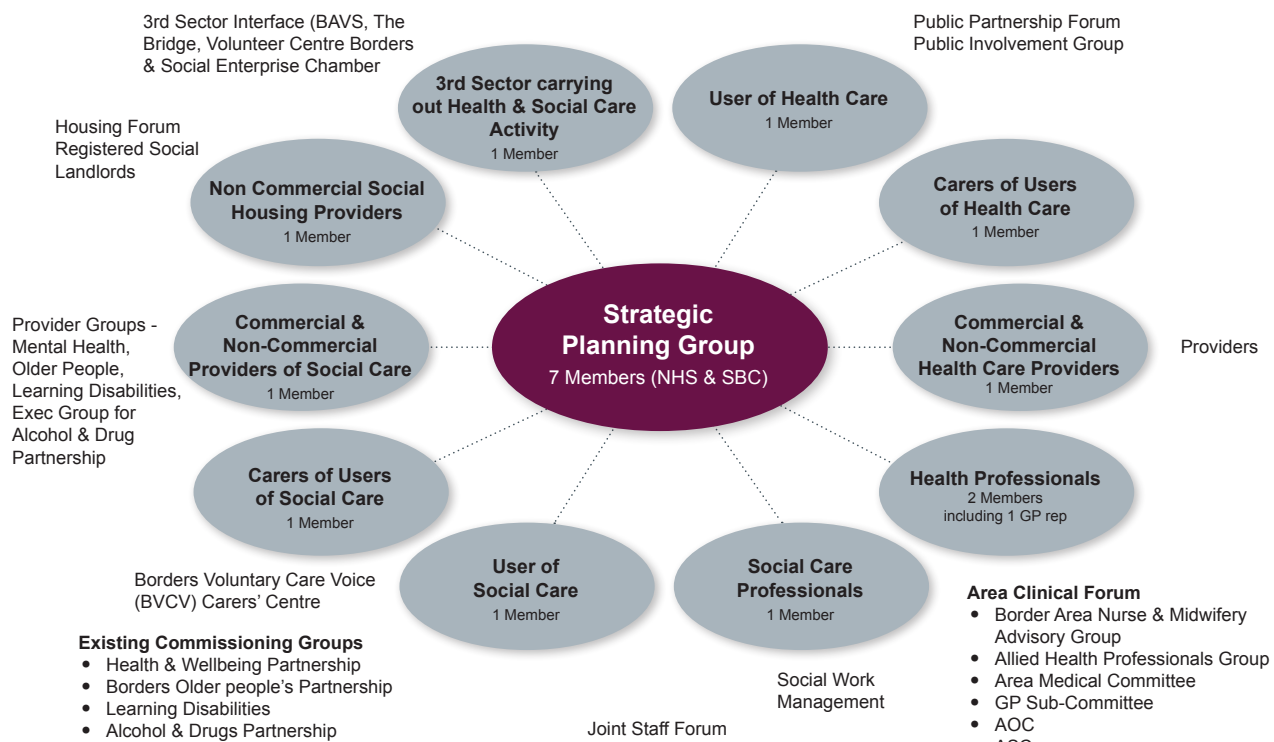 3rd Sector Interface (BAVS, The
Bridge, Volunteer Centre Borders
& Social Enterprise Chamber
Public Partnership Forum
Public Involvement Group
3rd Sector carrying
out Health & Social Care
Activity
1 Member
User of Health Care
1 Member
Housing Forum
Registered Social
Landlords
Non Commercial Social
Housing Providers
1 Member
Carers of Users
of Health Care
1 Member
Strategic
Planning Group
7 Members (NHS & SBC)
Provider Groups -
Mental Health,
Older People,
Learning Disabilities,
Exec Group for
Alcohol & Drug
Partnership
Commercial &
Non-Commercial
Providers of Social Care
1 Member
Commercial &
Non-Commercial
Health Care Providers
1 Member
Providers
Carers of Users
of Social Care
1 Member
Health Professionals
2 Members
including 1 GP rep
User of
Social Care
1 Member
Social Care
Professionals
1 Member
Borders Voluntary Care Voice
(BVCV) Carers' Centre
Existing Commissioning Groups
• Health & Wellbeing Partnership
• Borders Older people's Partnership
• Learning Disabilities
• Alcohol & Drugs Partnership
Joint Staff Forum
Social Work
Management
Area Clinical Forum
• Border Area Nurse & Midwifery
Advisory Group
• Allied Health Professionals Group
• Area Medical Committee
• GP Sub-Committee
• AOC